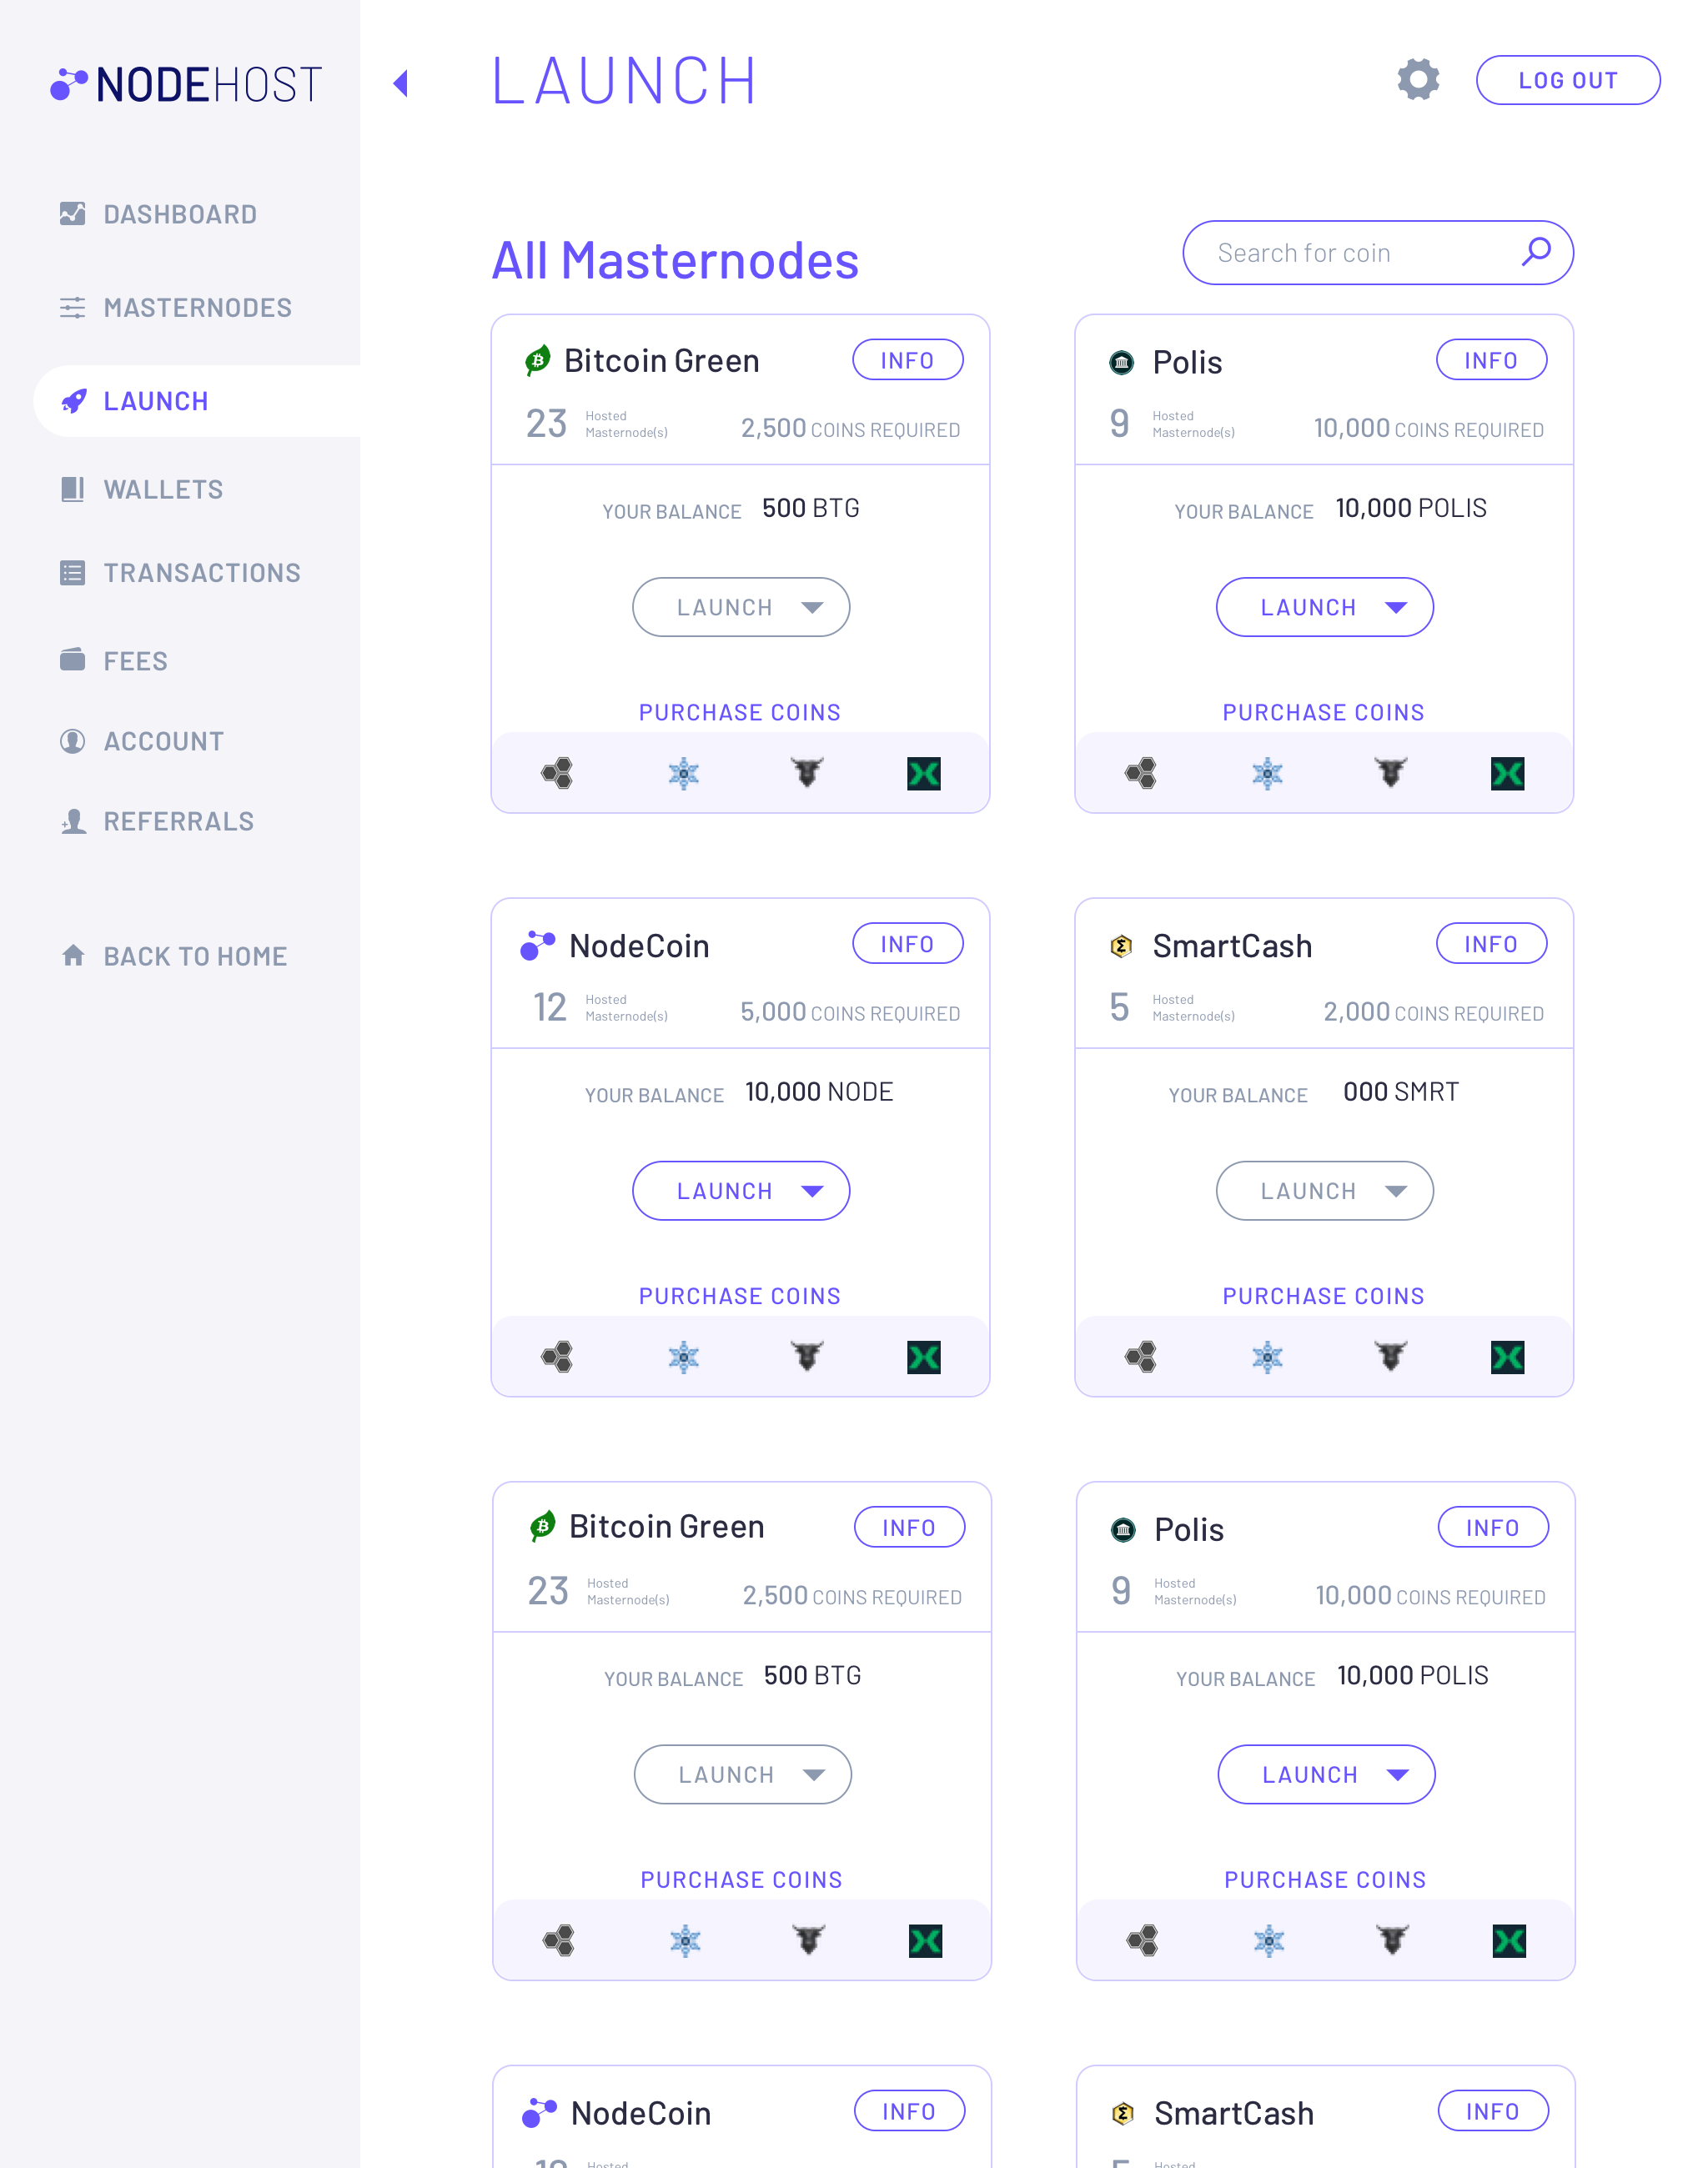 NODEHOST
LAUNCH
LOG OUT
DASHBOARD
MASTERNODES
LAUNCH
WALLETS
TRANSACTIONS
FEES
ACCOUNT
REFERRALS
BACK TO HOME
All Masternodes
Search for coin
Bitcoin Green
INFO
23
Hosted
Masternode(s)
2,500 COINS REQUIRED
YOUR BALANCE 500 BTG
LAUNCH
PURCHASE COINS
Polis
INFO
9
Hosted
Masternode(s)
10,000 COINS REQUIRED
YOUR BALANCE 10,000 POLIS
LAUNCH
PURCHASE COINS
NodeCoin
INFO
12
Hosted
Masternode(s)
5,000 COINS REQUIRED
YOUR BALANCE 10,000 NODE
LAUNCH
PURCHASE COINS
SmartCash
INFO
5
Hosted
Masternode(s)
2,000 COINS REQUIRED
YOUR BALANCE 000 SMRT
LAUNCH
PURCHASE COINS
Bitcoin Green
INFO
23
Hosted
Masternode(s)
2,500 COINS REQUIRED
YOUR BALANCE 500 BTG
LAUNCH
PURCHASE COINS
Polis
INFO
9
Hosted
Masternode(s)
10,000 COINS REQUIRED
YOUR BALANCE 10,000 POLIS
LAUNCH
PURCHASE COINS
NodeCoin
INFO
Hosted
SmartCash
INFO
Hosted